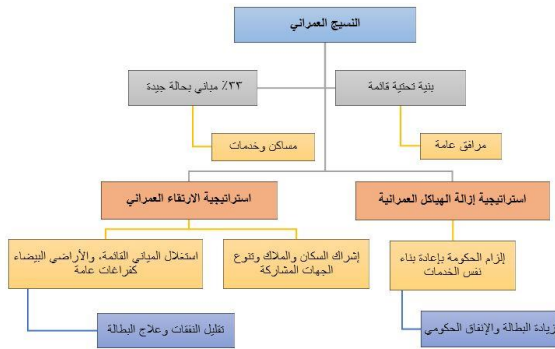 النسيج العمراني
بنية تحتية قائمة
٣٣٪ مباني بحالة جيدة
مرافق عامة
مساكن وخدمات
استراتيجية إزالة الهياكل العمرانية
استراتيجية الارتقاء العمراني
إلزام الحكومة بإعادة بناء
نفس الخدمات
إشراك السكان والملاك وتنوع
الجهات المشاركة
استغلال المباني القائمة، والأراضي البيضاء
كفراغات عامة
زيادة البطالة والإنفاق الحكومي
تقليل النفقات وعلاج البطالة